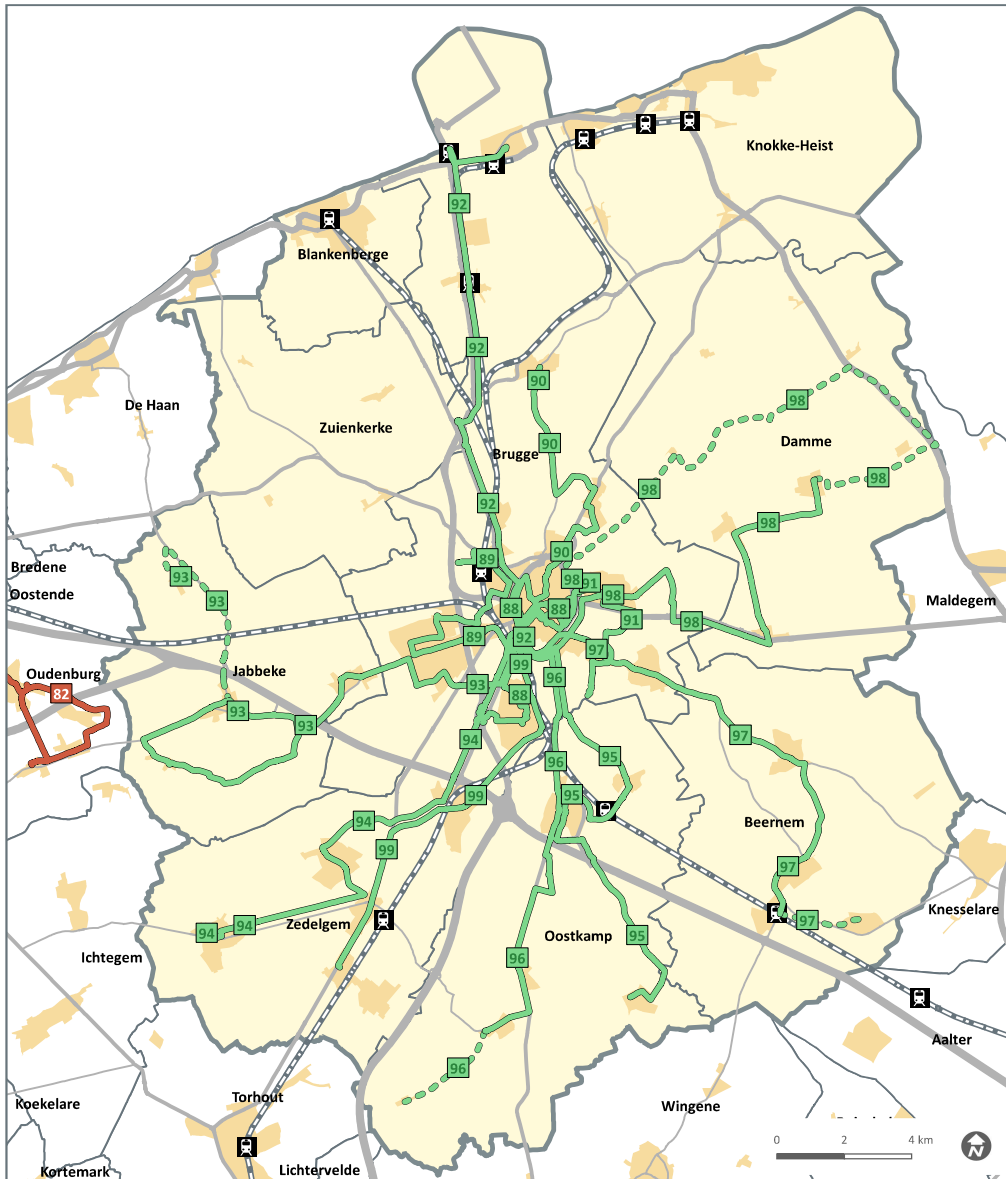 Knokke-Heist
92
Blankenberge
92
90
De Haan
98
Zuienkerke
Damme
90
Brugge
98
98
92
98
90
89
Bredene
93
98
91
Oostende
93
88
88
98
Maldegem
91
98
89
92
97
99
Jabbeke
Oudenburg
96
93
82
88
93
93
94
97
95
96
99
95
94
Beernem
99
97
Knesselare
94
94
Zedelgem
97
95
Oostkamp
Ichtegem
96
Aalter
96
Torhout
Koekelare
Wingene
0 2 4 km
N
Kortemark
Lichtervelde